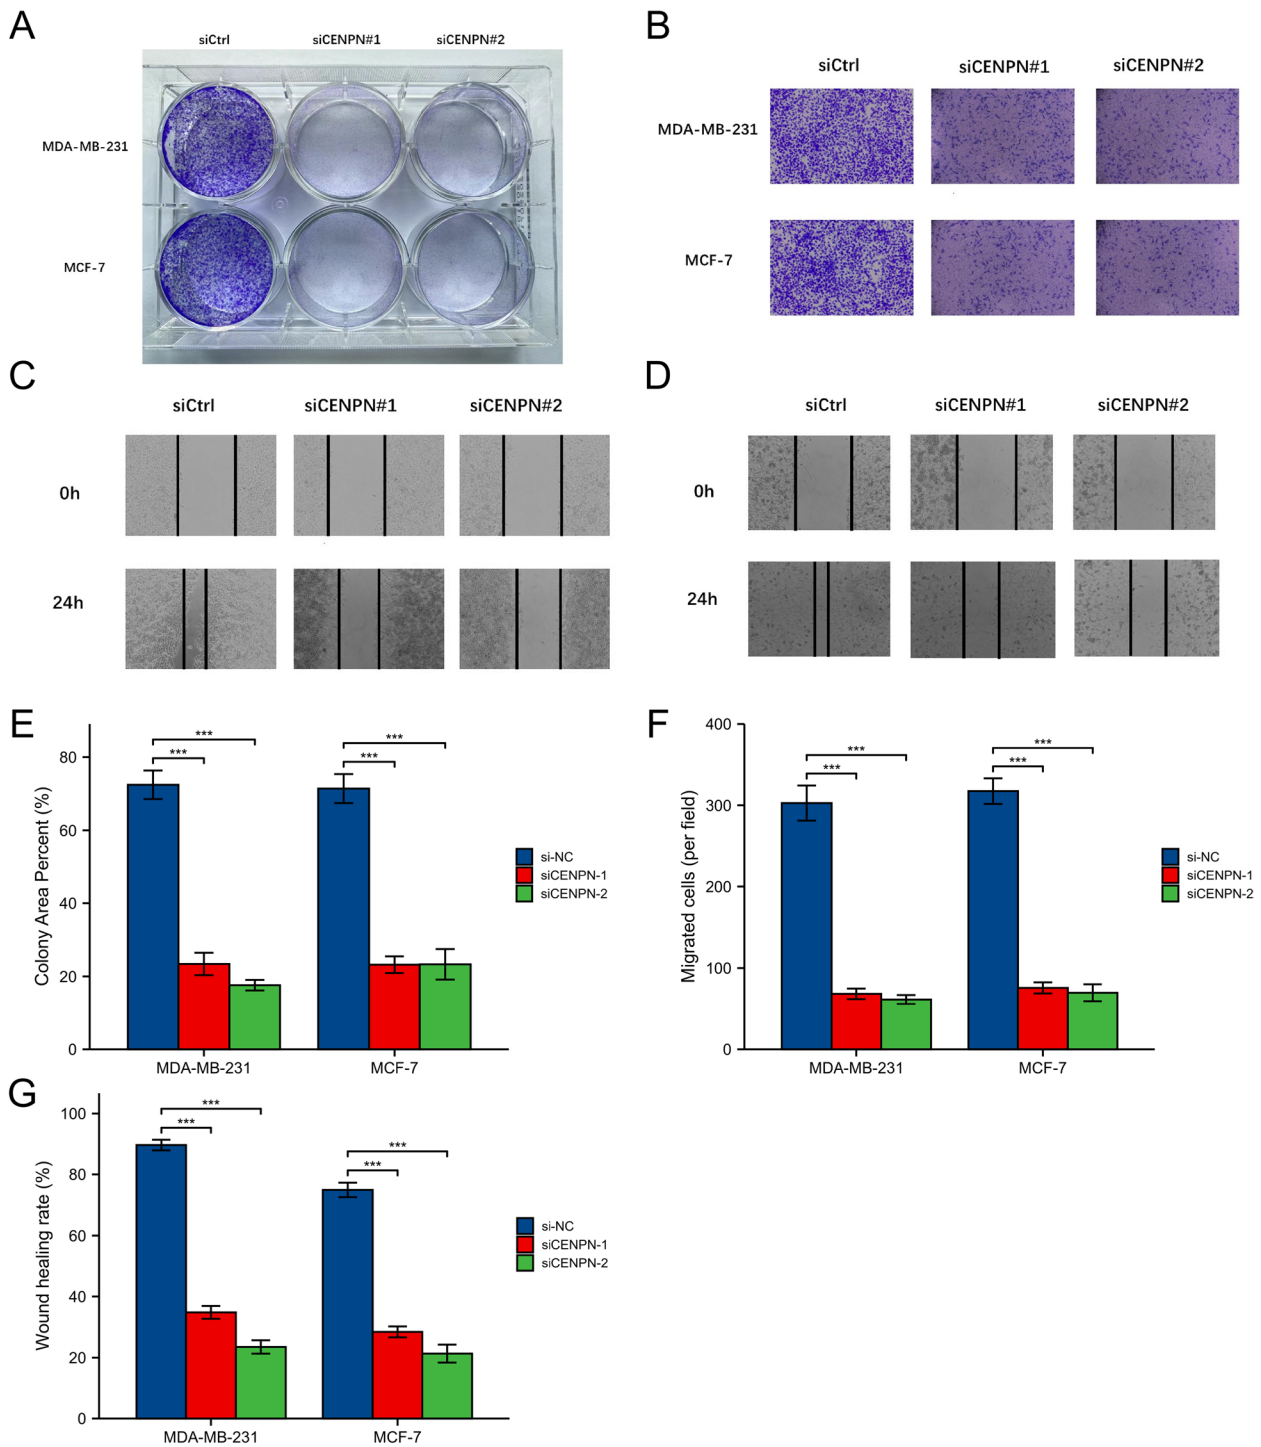 A
siCtrl siCENPN#1 siCENPN#2
MDA-MB-231
MCF-7
B
siCtrl siCENPN#1 siCENPN#2
MDA-MB-231
MCF-7
C
siCtrl siCENPN#1 siCENPN#2
0h
24h
D
siCtrl siCENPN#1 siCENPN#2
0h
24h
E
Colony Area Percent (%)
80
60
40
20
0
*** ***
*** ***
MDA-MB-231 MCF-7
si-NC
siCENPN-1
siCENPN-2
F
Migrated cells (per field)
400
300
200
100
0
*** ***
*** ***
MDA-MB-231 MCF-7
si-NC
siCENPN-1
siCENPN-2
G
Wound healing rate (%)
100
80
60
40
20
0
*** ***
*** ***
MDA-MB-231 MCF-7
si-NC
siCENPN-1
siCENPN-2